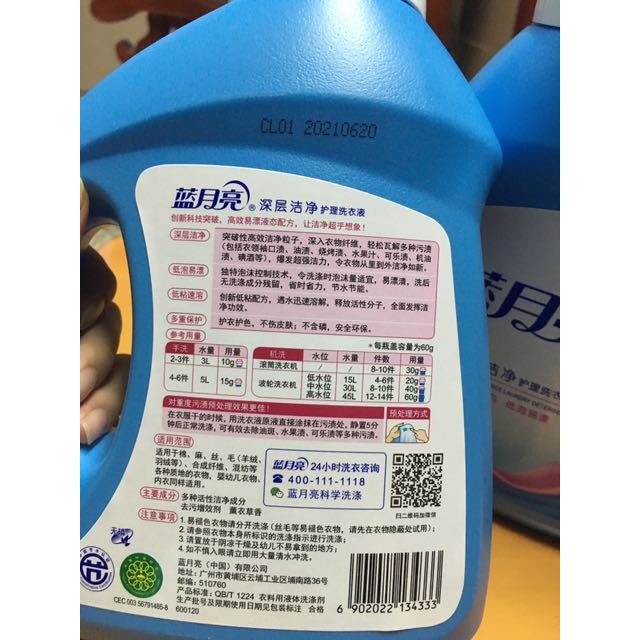 CL01 20210620
蓝月亮® 深层洁净护理洗衣液
创新科技突破,高效易漂液态配方,让洁净超乎想象!
深层洁净 突破性高效洁净粒子,深入衣物纤维,轻松瓦解多种污渍
(包括衣领袖口渍、油渍、烧烤渍、水果汁、可乐渍、机油
渍、碘酒等),爆发超强洁力,令衣物从里到外洁净如新。
低泡易漂 独特泡沫控制技术,令洗涤时泡沫量适宜,易漂清,洗后
无洗涤成分残留,省时省力,节水节能。
低粘速溶 创新低粘配方,遇水迅速溶解,释放活性分子,全面发挥洁
净功效。
多重保护 护衣护色,不伤皮肤;不含磷,安全环保。
参考用量 *每瓶盖容量为60g
手洗 水量 用量 机洗 水位 水量 件数 用量
2-3件 3L 10g 滚筒洗衣机 / / 8-10件 30g
4-6件 5L 15g 波轮洗衣机 低水位 15L 4-6件 20g
中水位 30L 8-10件 40g
高水位 45L 12-14件 60g
对重度污渍预处理效果更佳!
在衣服干的时候,用洗衣液原液直接涂抹在污渍处,静置5分
钟后正常洗涤,可有效去除油斑、水果渍、可乐渍等多种污渍。
预处理方式
适用范围
适用于棉、麻、丝、毛(羊绒、
羽绒等)、合成纤维、混纺等
各种质地的衣物,婴幼儿衣物、
内衣同样适用。
蓝月亮 24小时洗衣咨询
400-111-1118
蓝月亮科学洗涤
扫二维码加微信
主要成分 多种活性洁净成分
去污增效剂 薰衣草香
注意事项 1.易褪色衣物请分开洗涤(丝毛等易褪色衣物,请先在衣物隐蔽处试用);
2.请参照衣物本身所标识的洗涤指示进行洗涤;
3.请置放于阴凉干燥及幼儿不易拿到的地方;
4.如不慎入眼请立即用大量清水冲洗。
无磷
蓝月亮(中国)有限公司
地址:广州市黄埔区云埔工业区埔南路36号
邮编:510760
产品标准号:QB/T 1224 衣料用液体洗涤剂
生产批号及限期使用日期见包装标注 合格
CEC 003 56791485-8
600120
6 902022 134333
蓝月亮
洁净护理洗衣